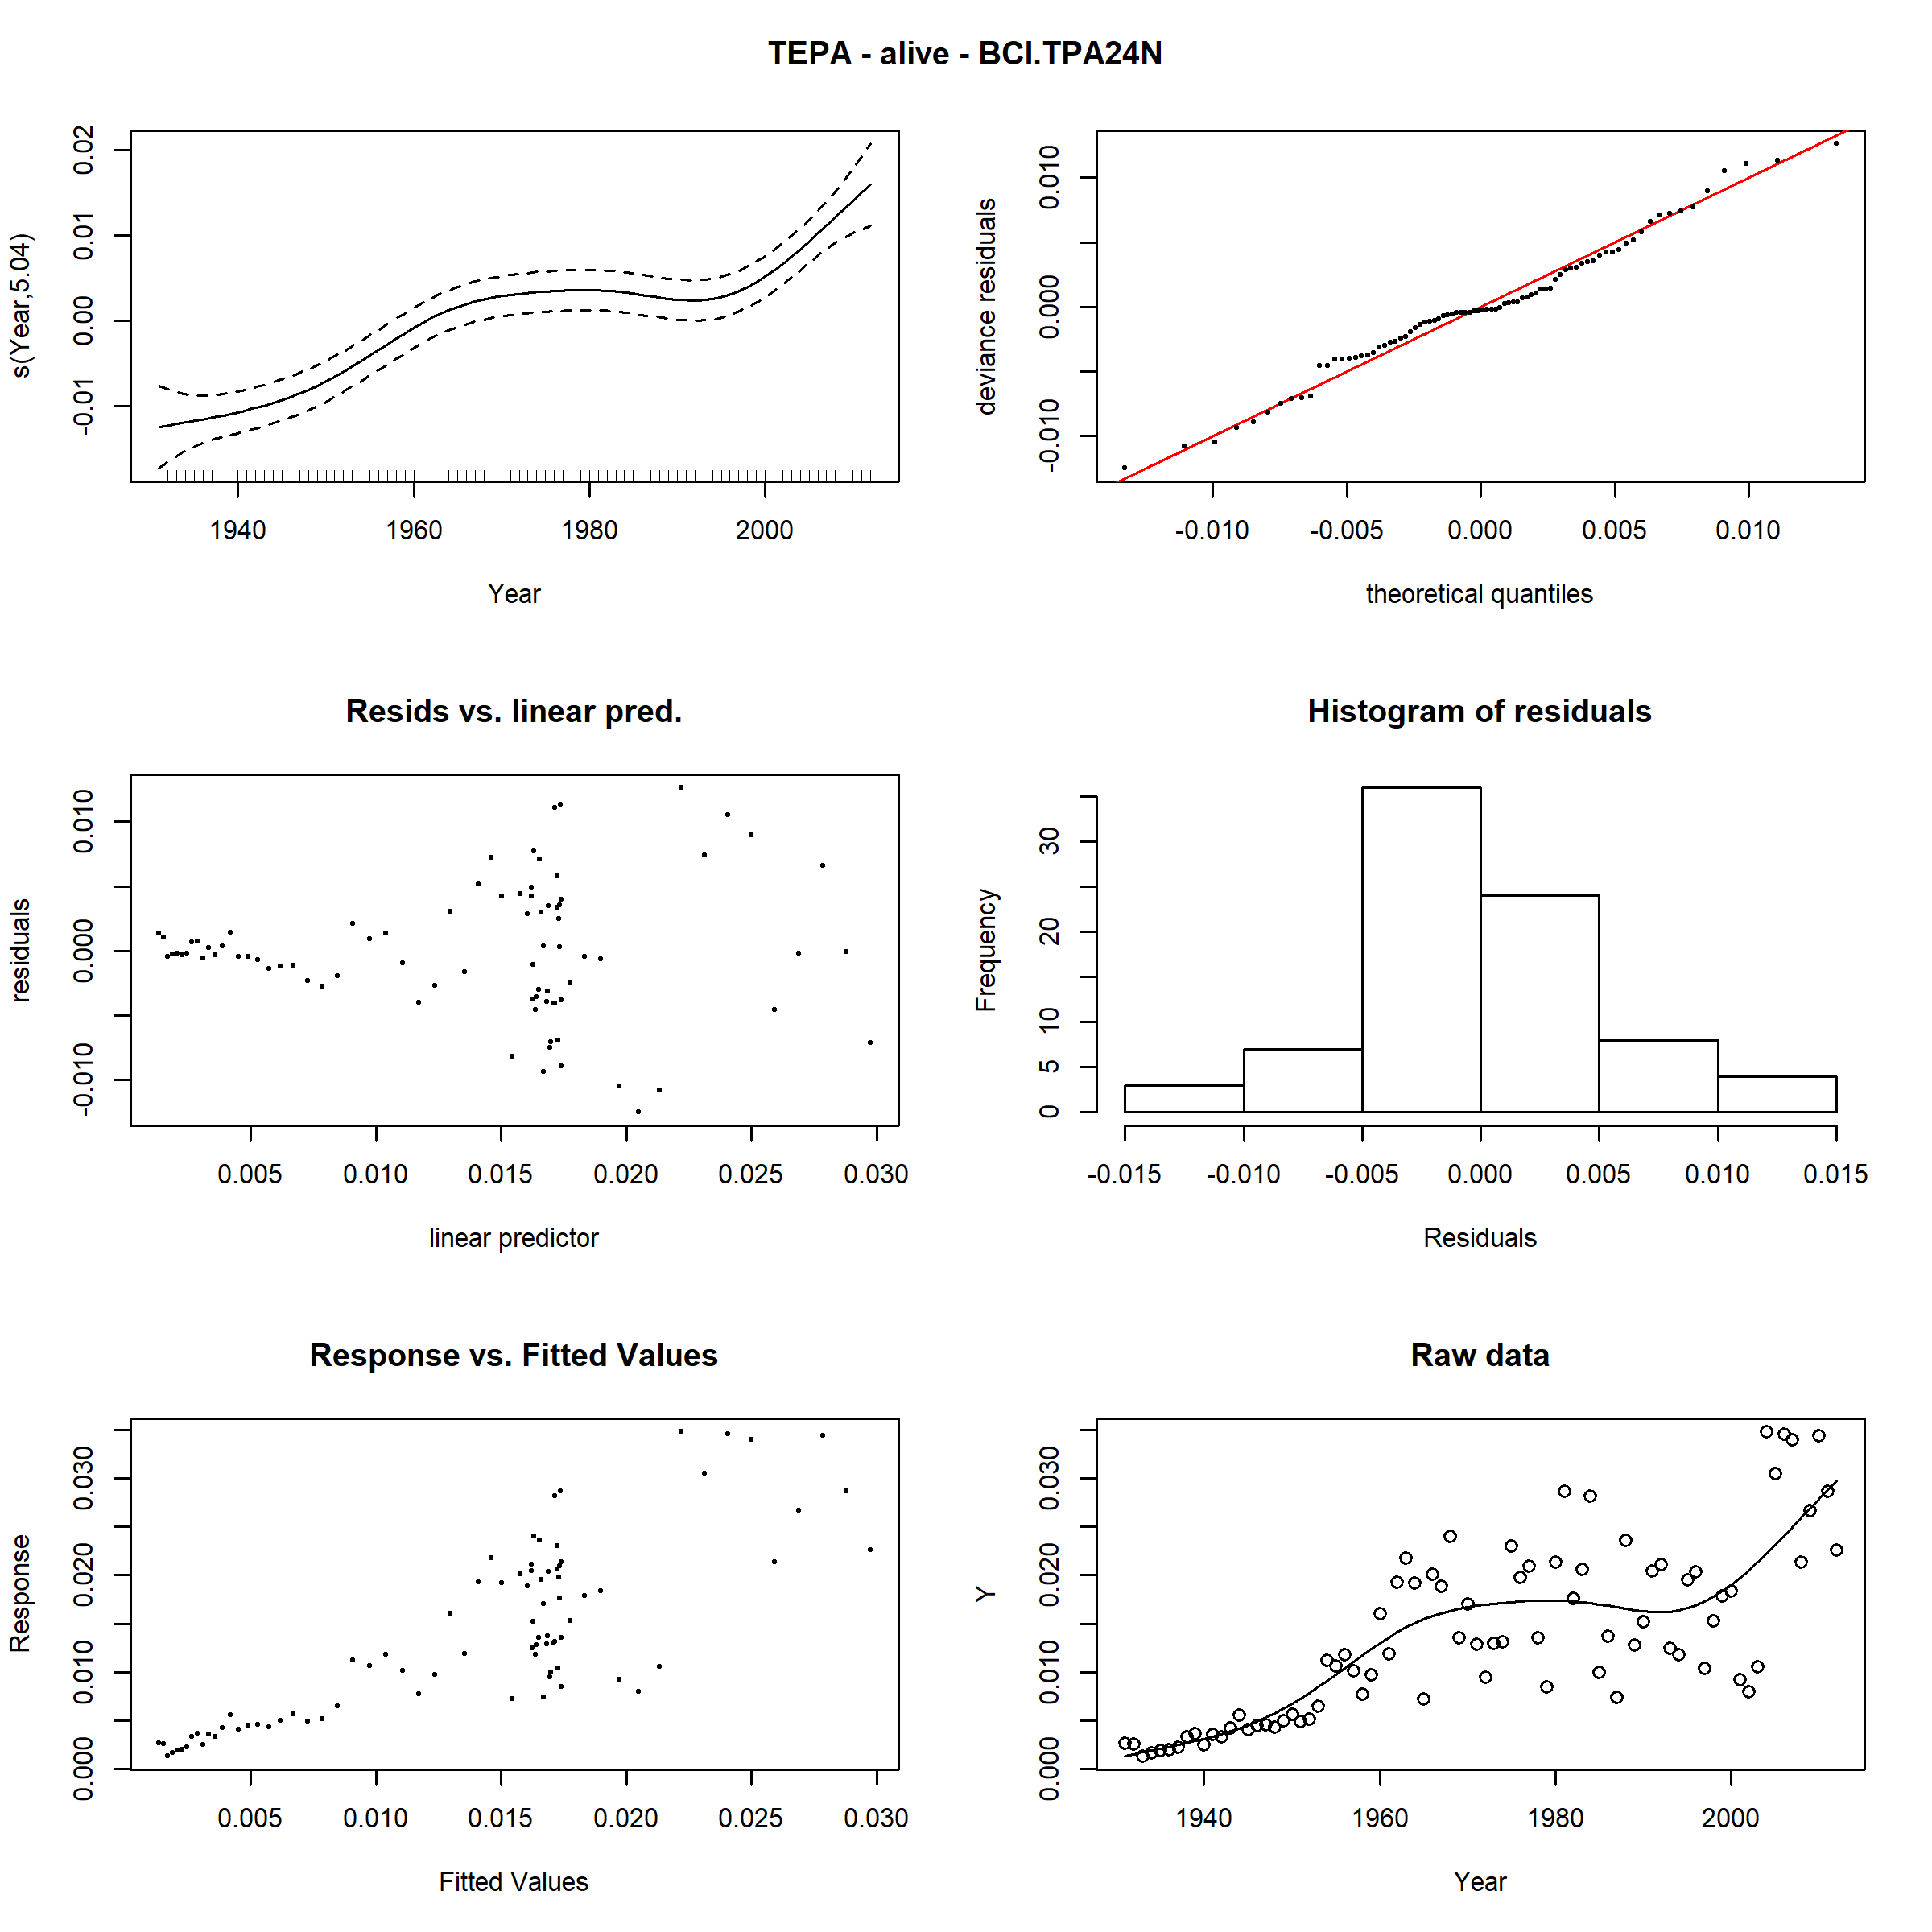 TEPA - alive - BCI.TPA24N
s(Year,5.04)
-0.01 0.00 0.01 0.02
1940 1960 1980 2000
Year
deviance residuals
-0.010 0.000 0.010
-0.010 -0.005 0.000 0.005 0.010
theoretical quantiles
Resids vs. linear pred.
residuals
-0.010 0.000 0.010
0.005 0.010 0.015 0.020 0.025 0.030
linear predictor
Histogram of residuals
Frequency
0 5 10 20 30
-0.015 -0.010 -0.005 0.000 0.005 0.010 0.015
Residuals
Response vs. Fitted Values
Response
0.000 0.010 0.020 0.030
0.005 0.010 0.015 0.020 0.025 0.030
Fitted Values
Raw data
Y
0.000 0.010 0.020 0.030
1940 1960 1980 2000
Year